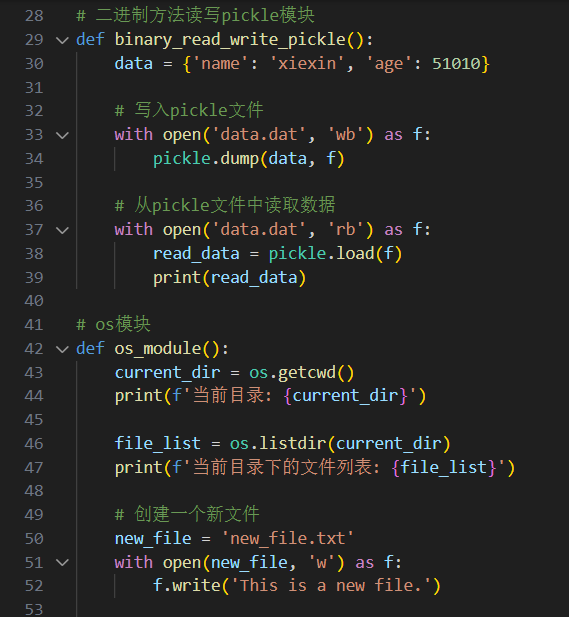 28 # 二进制方法读写pickle模块
29 def binary_read_write_pickle():
30     data = {'name': 'xiexin', 'age': 51010}
31
32     # 写入pickle文件
33     with open('data.dat', 'wb') as f:
34         pickle.dump(data, f)
35
36     # 从pickle文件中读取数据
37     with open('data.dat', 'rb') as f:
38         read_data = pickle.load(f)
39         print(read_data)
40
41 # os模块
42 def os_module():
43     current_dir = os.getcwd()
44     print(f'当前目录: {current_dir}')
45
46     file_list = os.listdir(current_dir)
47     print(f'当前目录下的文件列表: {file_list}')
48
49     # 创建一个新文件
50     new_file = 'new_file.txt'
51     with open(new_file, 'w') as f:
52         f.write('This is a new file.')
53